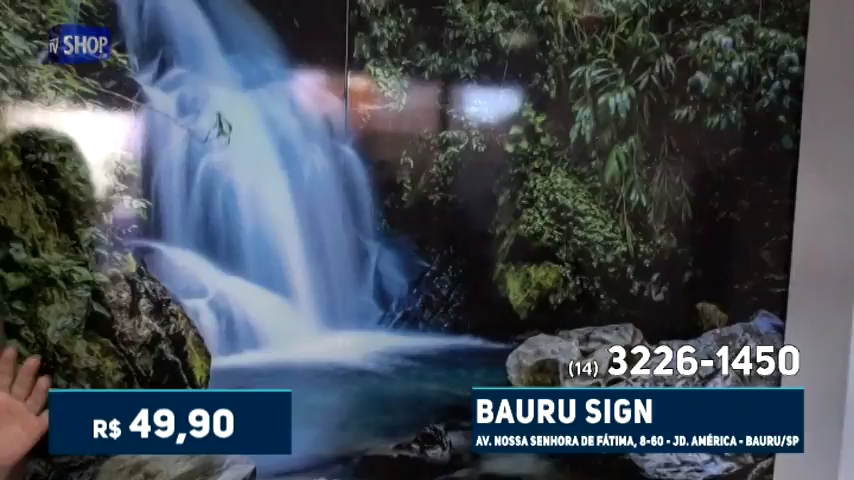 TV SHOP
(14) 3226-1450
R$ 49,90
BAURU SIGN
AV. NOSSA SENHORA DE FÁTIMA, 8-60 - JD. AMÉRICA - BAURU/SP